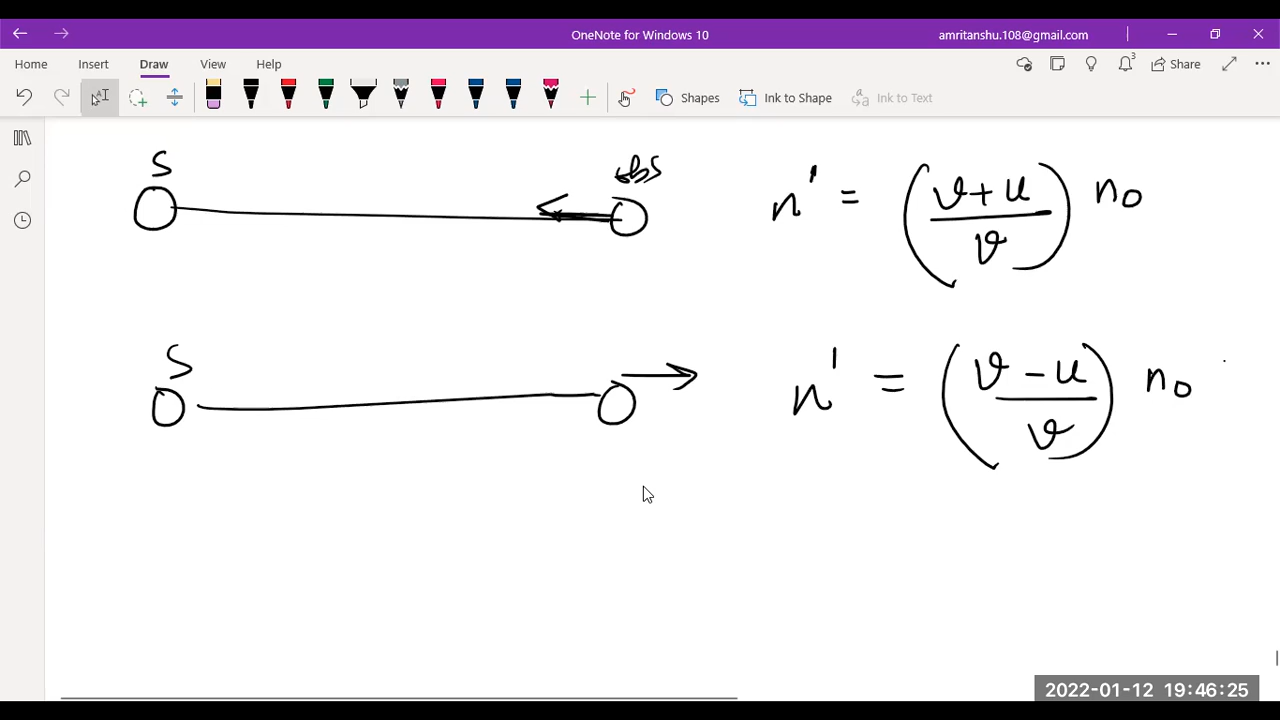 OneNote for Windows 10
amritanshu.108@gmail.com
Home Insert Draw View Help
3
Share
Shapes
Ink to Shape
Ink to Text
S obs
n' = (v+u / v) n0
S
n' = (v-u / v) n0
2022-01-12 19:46:25